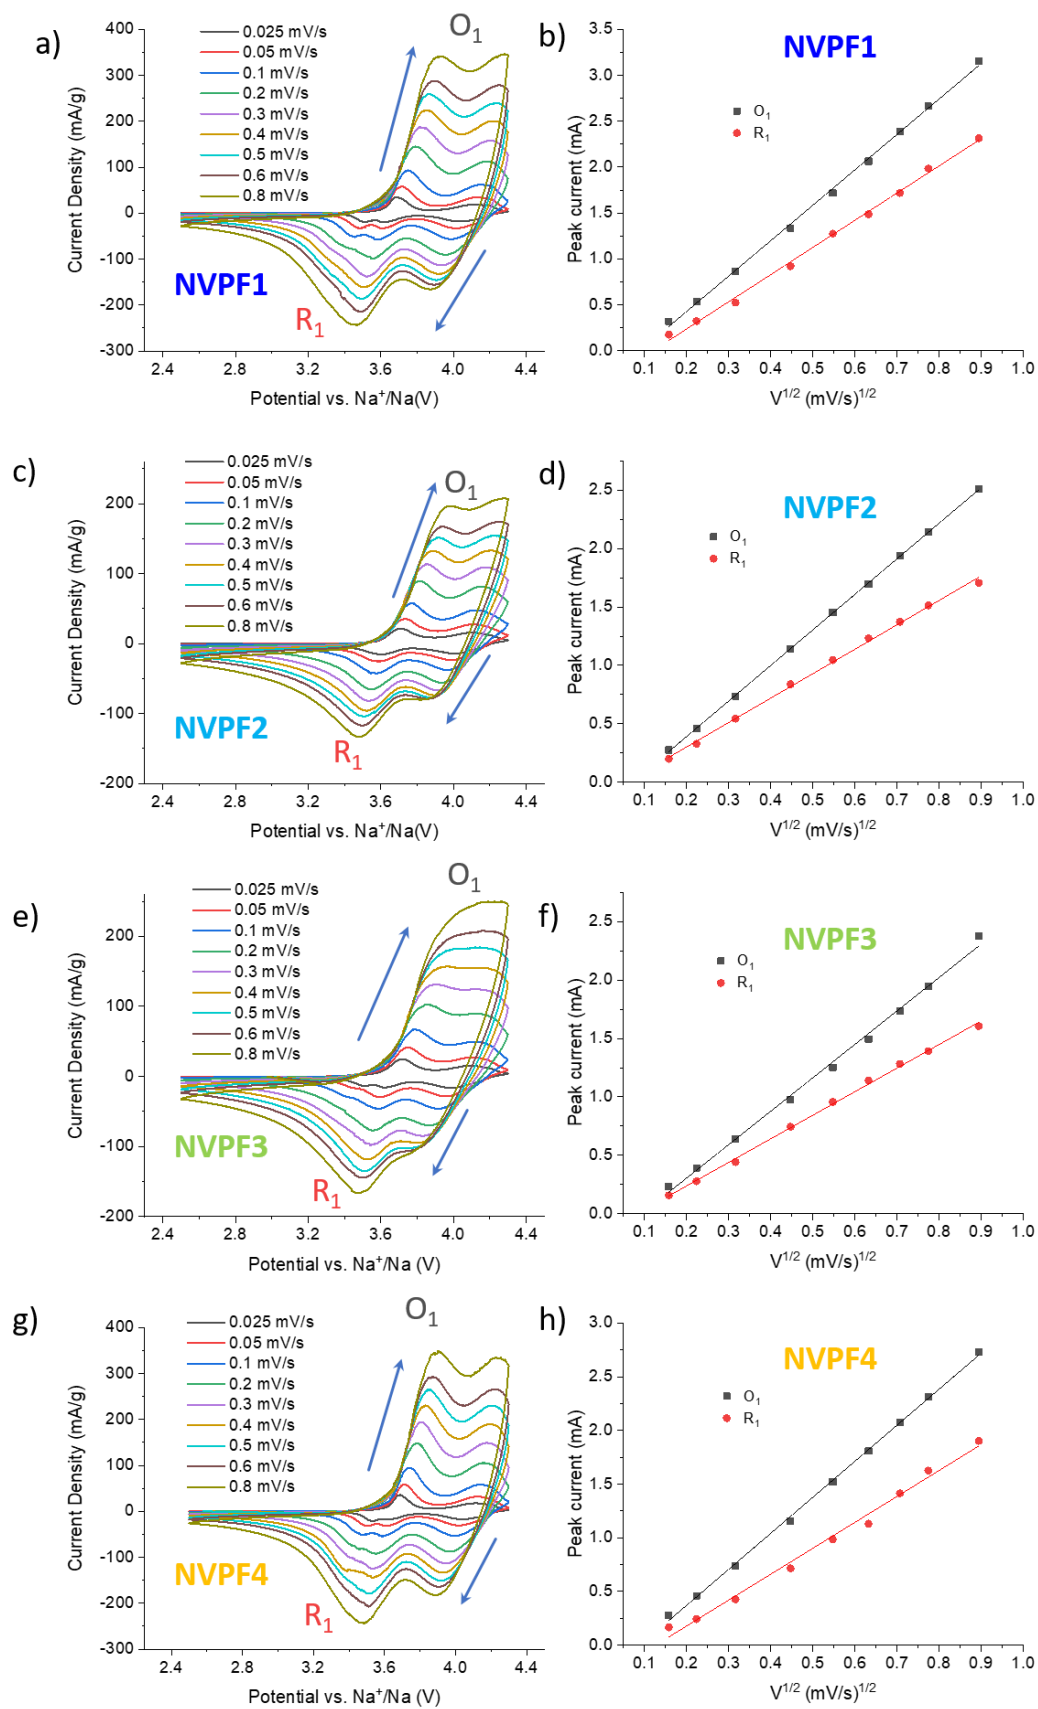 a)
O1
400
300
200
100
0
-100
-200
-300
Current Density (mA/g)
0.025 mV/s
0.05 mV/s
0.1 mV/s
0.2 mV/s
0.3 mV/s
0.4 mV/s
0.5 mV/s
0.6 mV/s
0.8 mV/s
NVPF1
R1
2.4 2.8 3.2 3.6 4.0 4.4
Potential vs. Na+/Na(V)
b)
NVPF1
3.5
3.0
2.5
2.0
1.5
1.0
0.5
0.0
Peak current (mA)
O1
R1
0.1 0.2 0.3 0.4 0.5 0.6 0.7 0.8 0.9 1.0
V1/2 (mV/s)1/2
c)
O1
200
100
0
-100
-200
Current Density (mA/g)
0.025 mV/s
0.05 mV/s
0.1 mV/s
0.2 mV/s
0.3 mV/s
0.4 mV/s
0.5 mV/s
0.6 mV/s
0.8 mV/s
NVPF2
R1
2.4 2.8 3.2 3.6 4.0 4.4
Potential vs. Na+/Na(V)
d)
NVPF2
2.5
2.0
1.5
1.0
0.5
0.0
Peak current (mA)
O1
R1
0.1 0.2 0.3 0.4 0.5 0.6 0.7 0.8 0.9 1.0
V1/2 (mV/s)1/2
e)
O1
200
100
0
-100
-200
Current Density (mA/g)
0.025 mV/s
0.05 mV/s
0.1 mV/s
0.2 mV/s
0.3 mV/s
0.4 mV/s
0.5 mV/s
0.6 mV/s
0.8 mV/s
NVPF3
R1
2.4 2.8 3.2 3.6 4.0 4.4
Potential vs. Na+/Na (V)
f)
NVPF3
2.5
2.0
1.5
1.0
0.5
0.0
Peak current (mA)
O1
R1
0.1 0.2 0.3 0.4 0.5 0.6 0.7 0.8 0.9 1.0
V1/2 (mV/s)1/2
g)
O1
400
300
200
100
0
-100
-200
-300
Current Density (mA/g)
0.025 mV/s
0.05 mV/s
0.1 mV/s
0.2 mV/s
0.3 mV/s
0.4 mV/s
0.5 mV/s
0.6 mV/s
0.8 mV/s
NVPF4
R1
2.4 2.8 3.2 3.6 4.0 4.4
Potential vs. Na+/Na (V)
h)
NVPF4
3.0
2.5
2.0
1.5
1.0
0.5
0.0
Peak current (mA)
O1
R1
0.1 0.2 0.3 0.4 0.5 0.6 0.7 0.8 0.9 1.0
V1/2 (mV/s)1/2